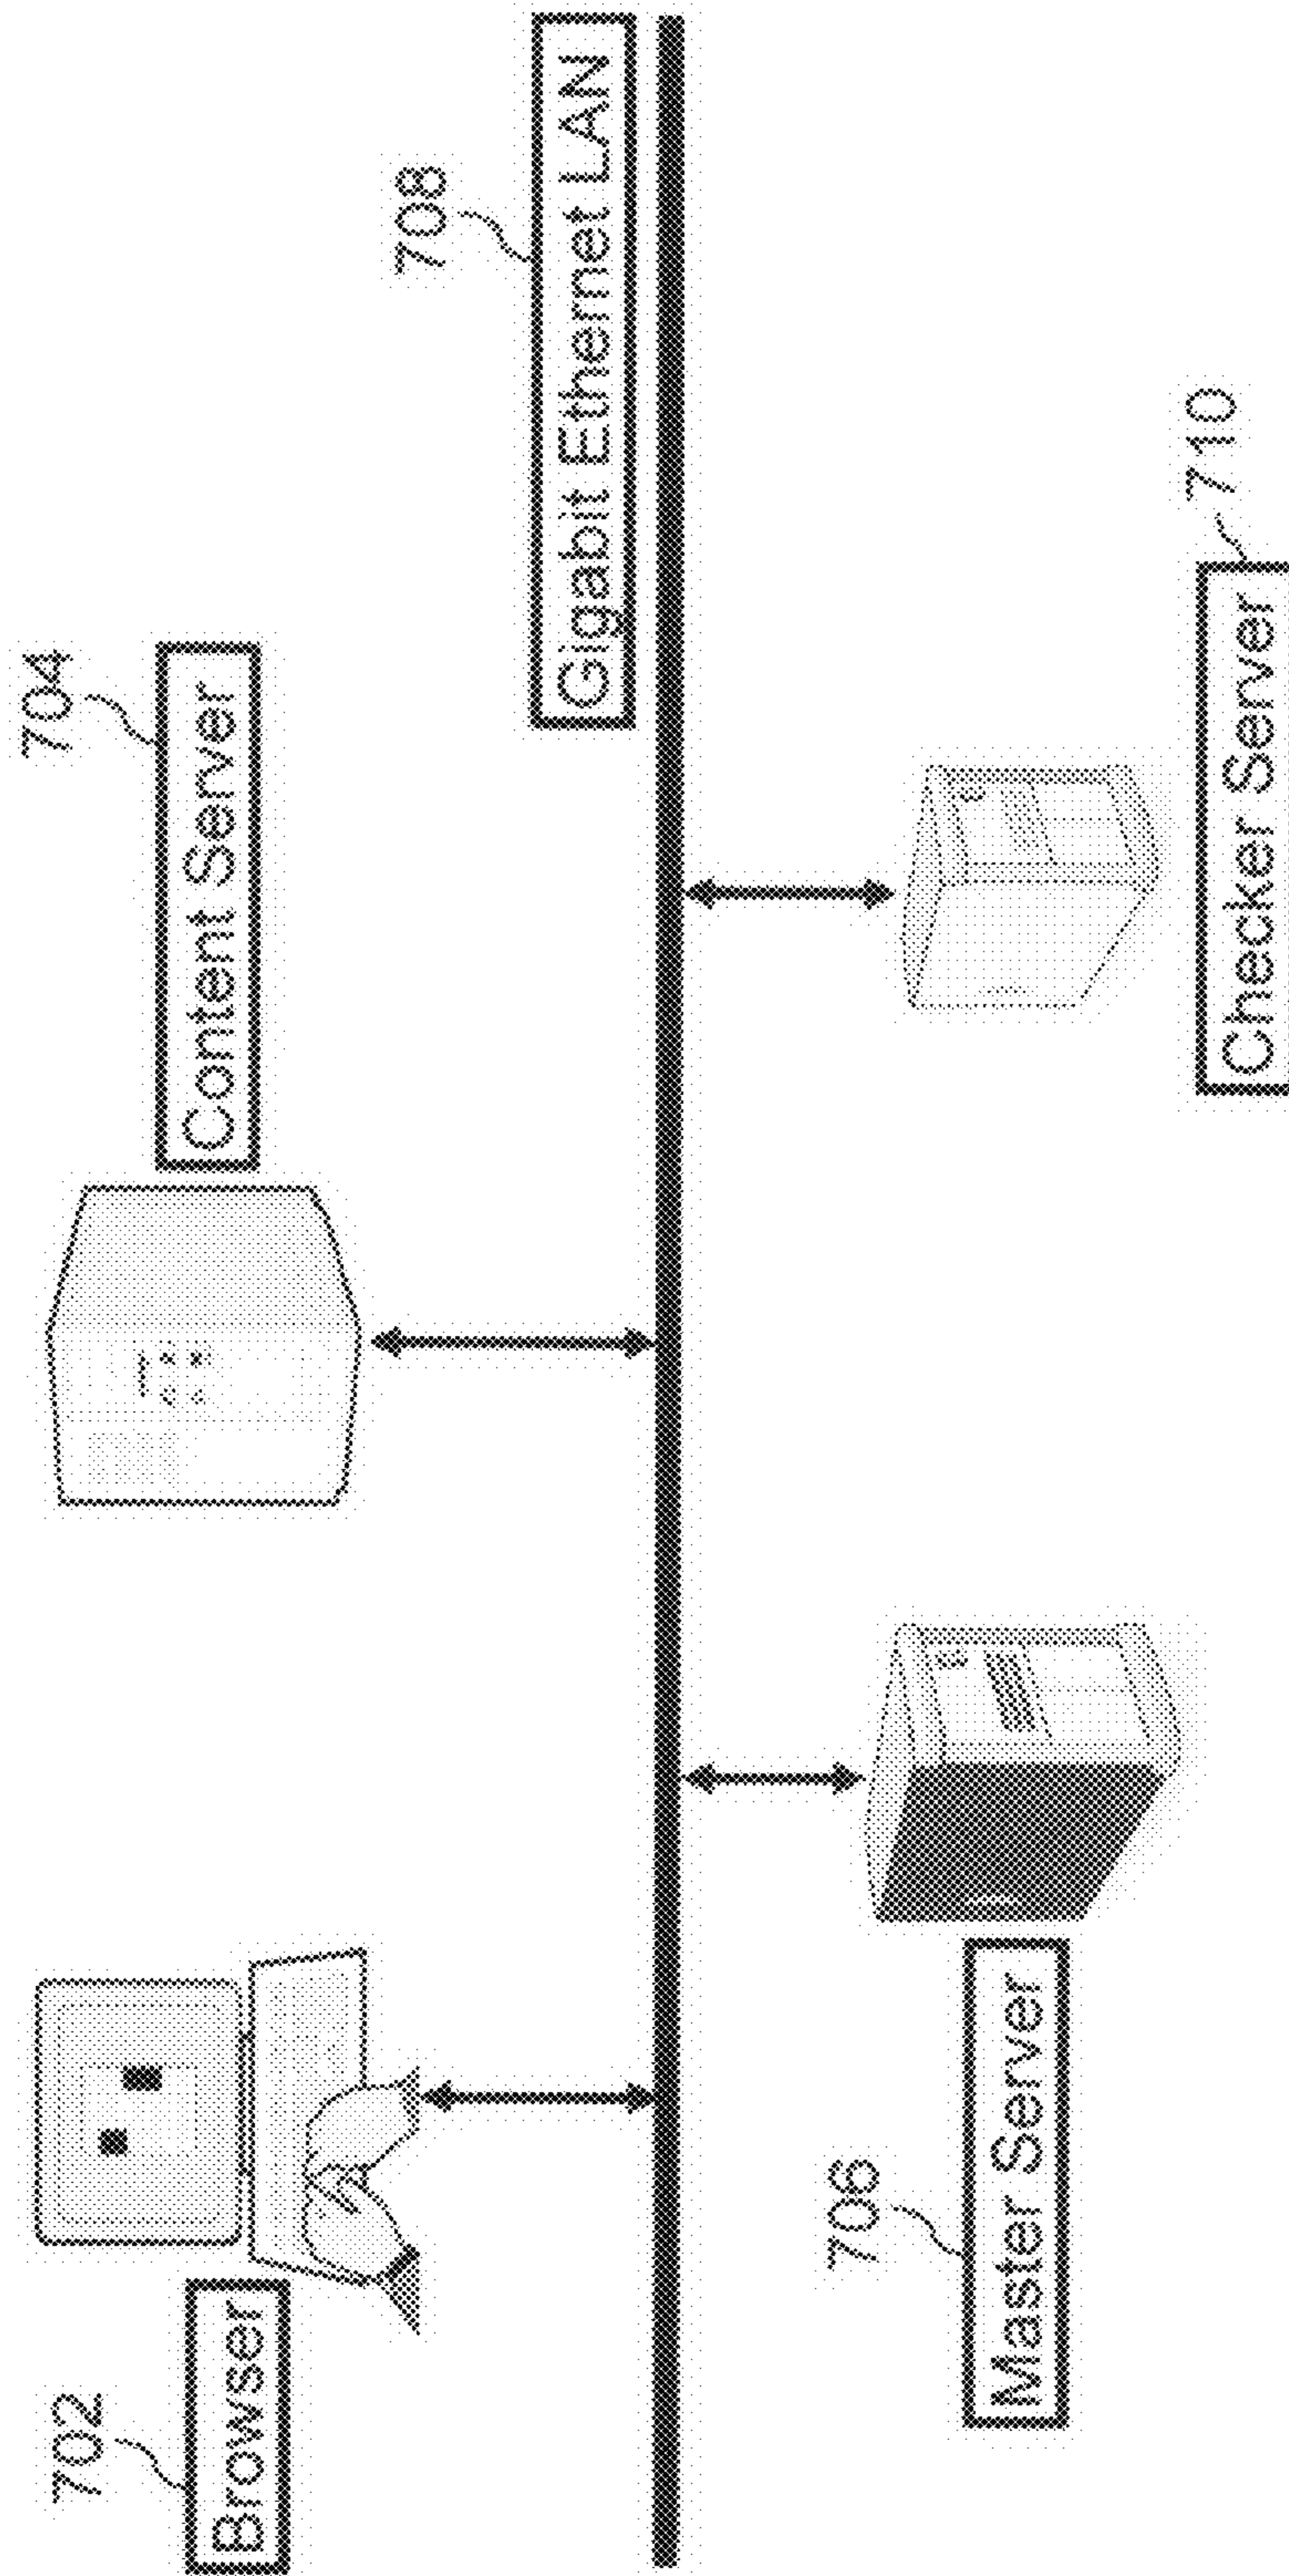 702
Browser
704
Content Server
708
Gigabit Ethernet LAN
706
Master Server
710
Checker Server